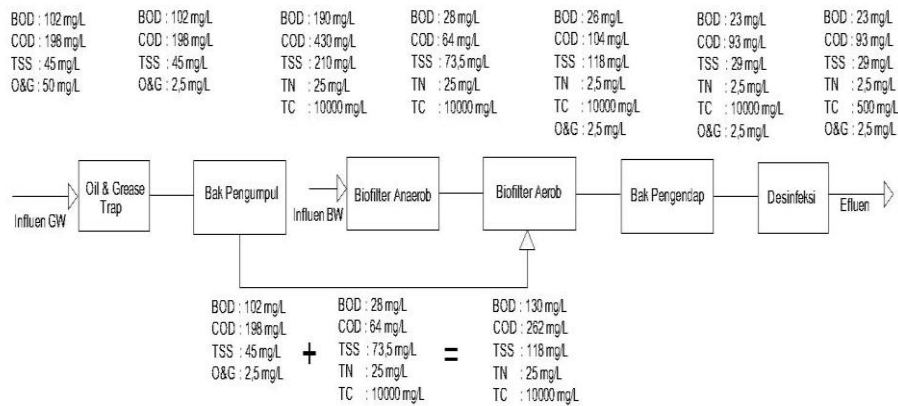 BOD : 102 mg/L
COD : 198 mg/L
TSS : 45 mg/L
O&G : 50 mg/L
BOD : 102 mg/L
COD : 198 mg/L
TSS : 45 mg/L
O&G : 2,5 mg/L
BOD : 190 mg/L
COD : 430 mg/L
TSS : 210 mg/L
TN : 25 mg/L
TC : 10000 mg/L
BOD : 28 mg/L
COD : 64 mg/L
TSS : 73,5 mg/L
TN : 25 mg/L
TC : 10000 mg/L
BOD : 26 mg/L
COD : 104 mg/L
TSS : 118 mg/L
TN : 2,5 mg/L
TC : 10000 mg/L
O&G : 2,5 mg/L
BOD : 23 mg/L
COD : 93 mg/L
TSS : 29 mg/L
TN : 2,5 mg/L
TC : 10000 mg/L
O&G : 2,5 mg/L
BOD : 23 mg/L
COD : 93 mg/L
TSS : 29 mg/L
TN : 2,5 mg/L
TC : 500 mg/L
O&G : 2,5 mg/L
Influen GW
Oil & Grease
Trap
Bak Pengumpul
Influen BW
Biofilter Anaerob
Biofilter Aerob
Bak Pengendap
Desinfeksi
Efluen
BOD : 102 mg/L
COD : 198 mg/L
TSS : 45 mg/L
O&G : 2,5 mg/L
+
BOD : 28 mg/L
COD : 64 mg/L
TSS : 73,5 mg/L
TN : 25 mg/L
TC : 10000 mg/L
=
BOD : 130 mg/L
COD : 262 mg/L
TSS : 118 mg/L
TN : 25 mg/L
TC : 10000 mg/L